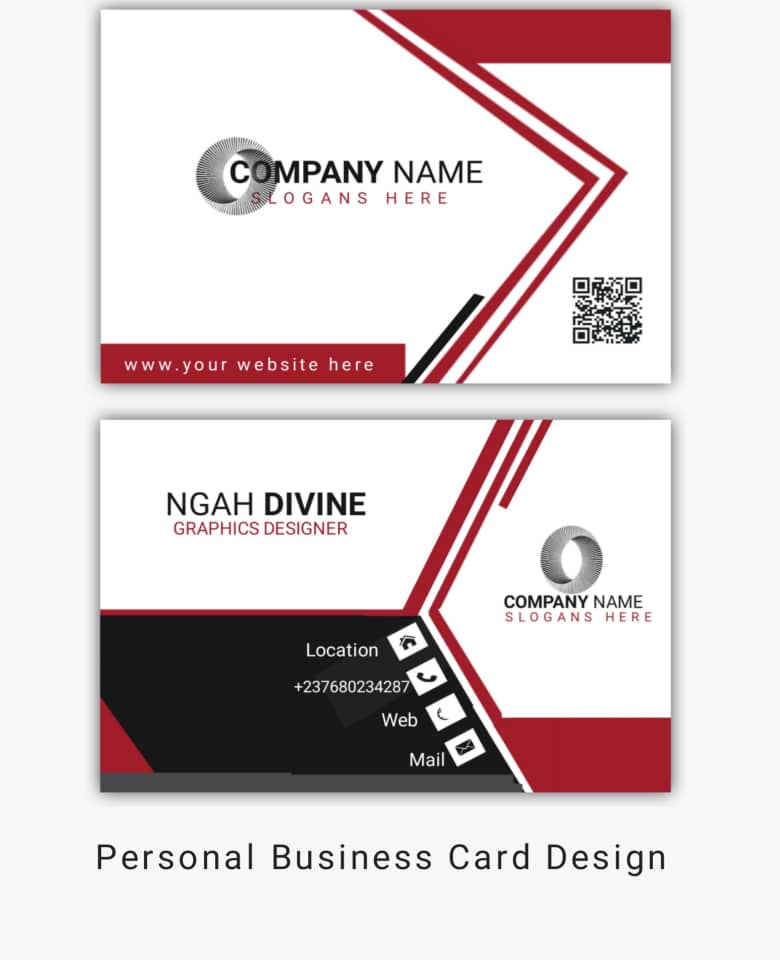 COMPANY NAME
SLOGANS HERE
www.your website here
NGAH DIVINE
GRAPHICS DESIGNER
COMPANY NAME
SLOGANS HERE
Location
+237680234287
Web
Mail
Personal Business Card Design